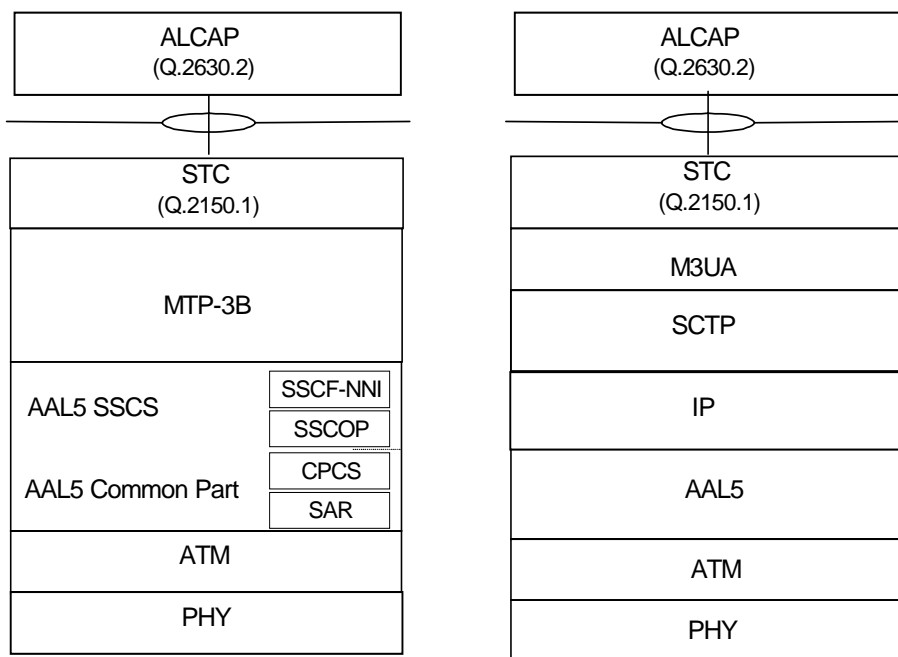 ALCAP
(Q.2630.2)
STC
(Q.2150.1)
MTP-3B
AAL5 SSCS
SSCF-NNI
SSCOP
AAL5 Common Part
CPCS
SAR
ATM
PHY
ALCAP
(Q.2630.2)
STC
(Q.2150.1)
M3UA
SCTP
IP
AAL5
ATM
PHY